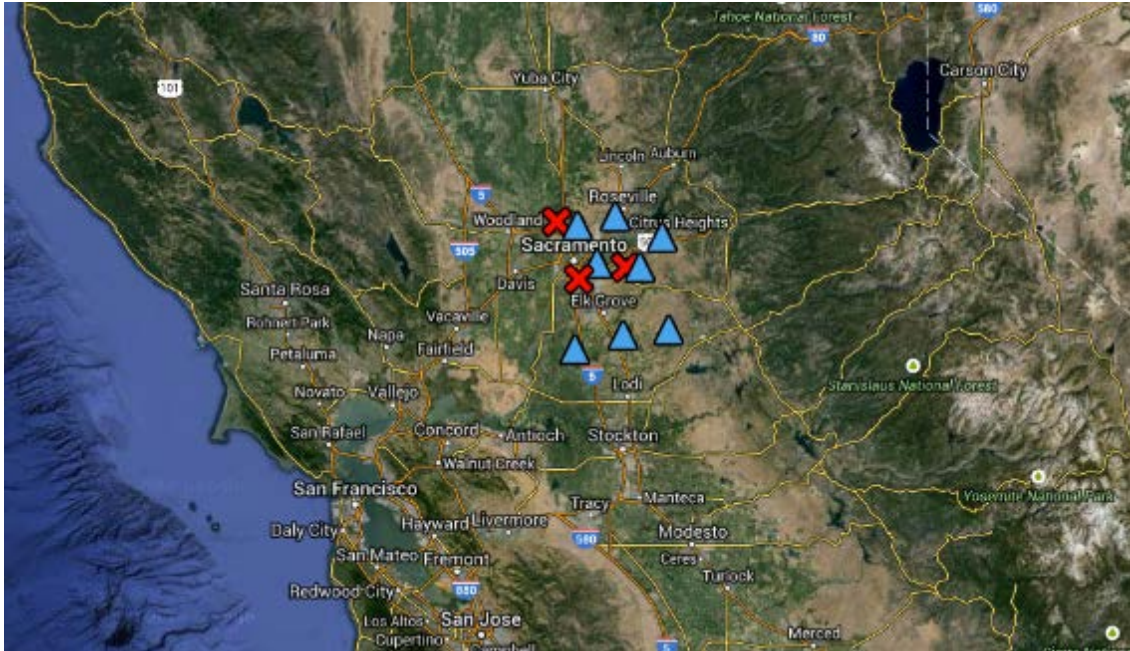 Tahoe National Forest
580
80
Carson City
Yuba City
101
Lincoln
Auburn
5
Roseville
Woodland
Citrus Heights
505
Sacramento
Davis
Santa Rosa
Elk Grove
Rohnert Park
Vacaville
Napa
Petaluma
Fairfield
5
Lodi
Stanislaus National Forest
Novato
Vallejo
San Rafael
Concord
Antioch
Stockton
Walnut Creek
San Francisco
Tracy
Manteca
Yosemite National Park
Daly City
Hayward
Livermore
580
Modesto
San Mateo
Fremont
Ceres
Turlock
Redwood City
880
Los Altos
San Jose
Merced
Cupertino
5